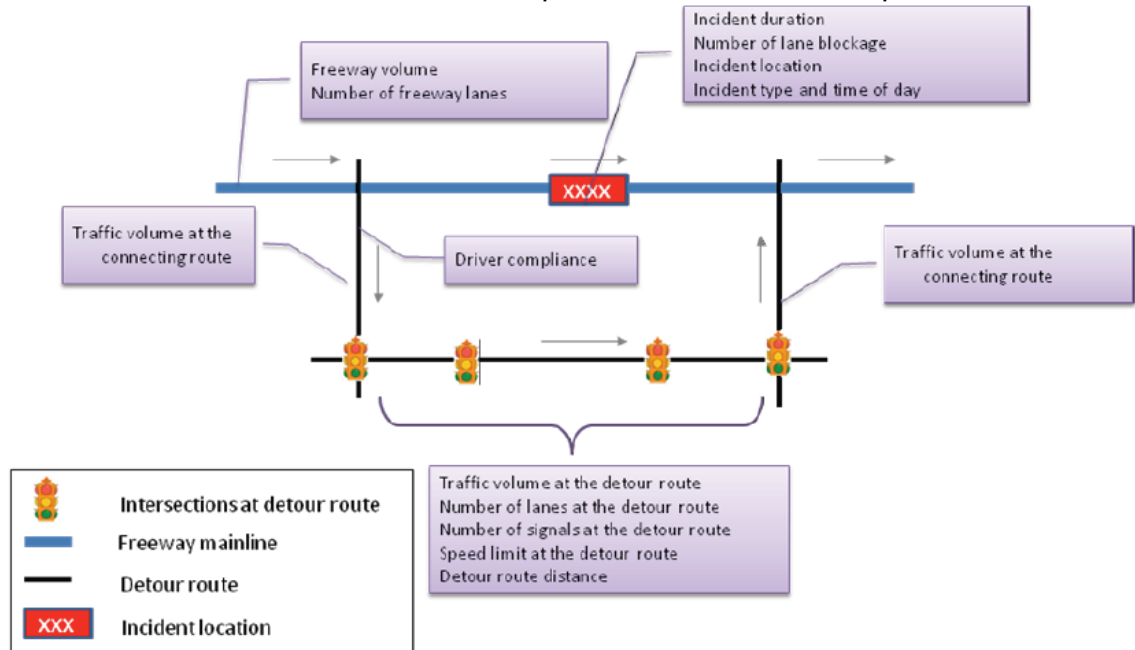 Incident duration
Number of lane blockage
Incident location
Incident type and time of day
Freeway volume
Number of freeway lanes
XXXX
Traffic volume at the
connecting route
Driver compliance
Traffic volume at the
connecting route
Traffic volume at the detour route
Number of lanes at the detour route
Number of signals at the detour route
Speed limit at the detour route
Detour route distance
Intersections at detour route
Freeway mainline
Detour route
XXX
Incident location